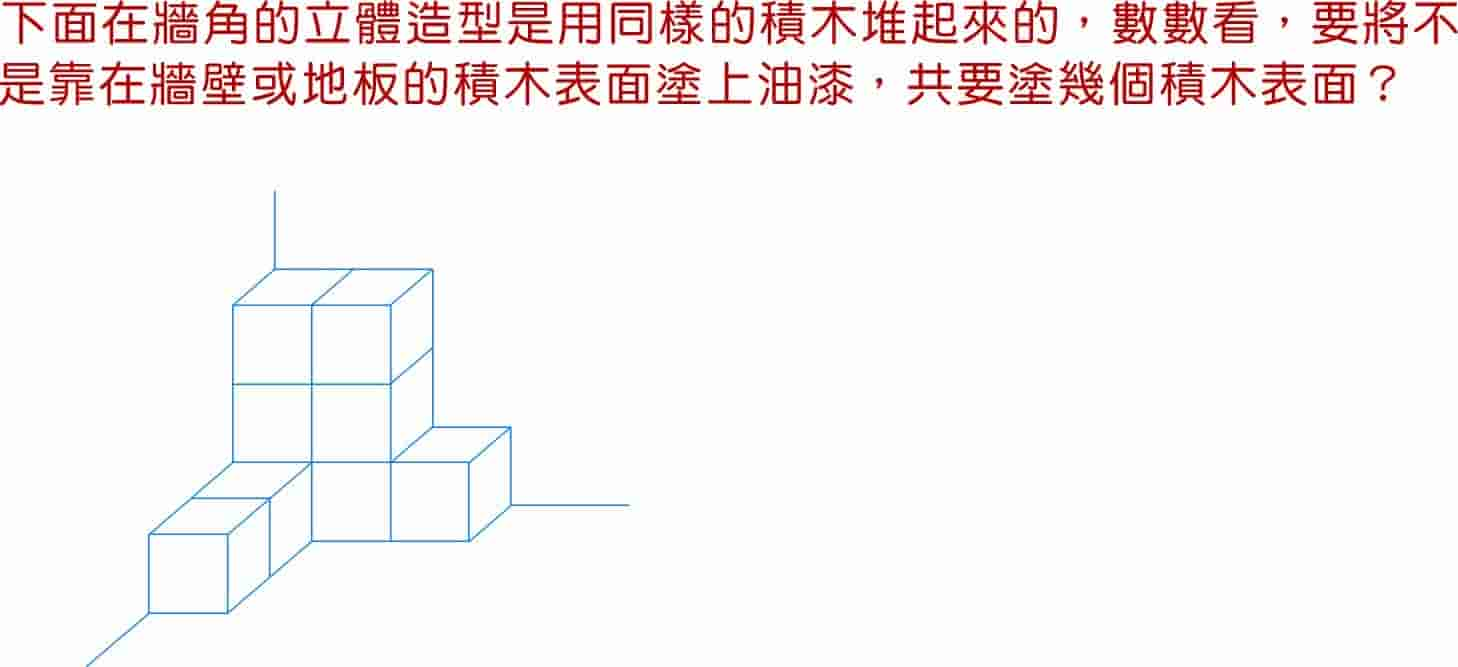 下面在牆角的立體造型是用同樣的積木堆起來的，數數看，要將不
是靠在牆壁或地板的積木表面塗上油漆，共要塗幾個積木表面？